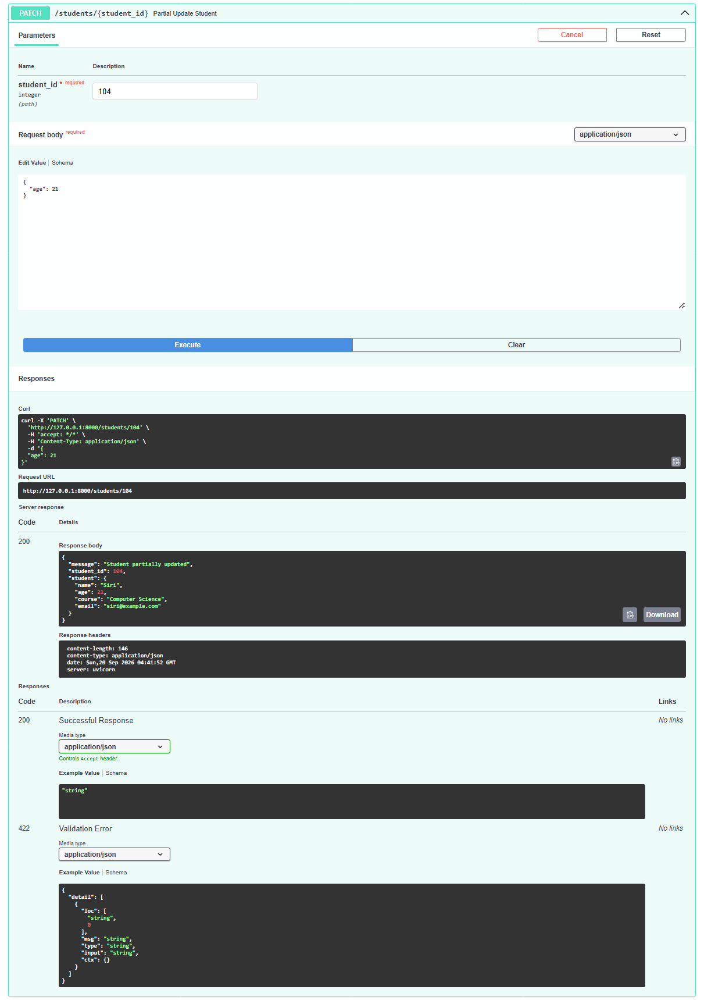 PATCH /students/{student_id} Partial Update Student
Parameters
Cancel
Reset
Name Description
student_id * required
integer
(path)
104
Request body required
application/json
Edit Value | Schema
{
  "age": 21
}
Execute
Clear
Responses
Curl
curl -X 'PATCH' \
  'http://127.0.0.1:8000/students/104' \
  -H 'accept: */*' \
  -H 'Content-Type: application/json' \
  -d '{
  "age": 21
}'
Request URL
http://127.0.0.1:8000/students/104
Server response
Code Details
200
Response body
{
  "message": "Student partially updated",
  "student_id": 104,
  "student": {
    "name": "Siri",
    "age": 21,
    "course": "Computer Science",
    "email": "siri@example.com"
  }
}
Download
Response headers
content-length: 146
content-type: application/json
date: Sun,20 Sep 2026 04:41:52 GMT
server: uvicorn
Responses
Code Description Links
200 Successful Response No links
Media type
application/json
Controls Accept header.
Example Value | Schema
"string"
422 Validation Error No links
Media type
application/json
Example Value | Schema
{
  "detail": [
    {
      "loc": [
        "string",
        0
      ],
      "msg": "string",
      "type": "string",
      "input": "string",
      "ctx": {}
    }
  ]
}